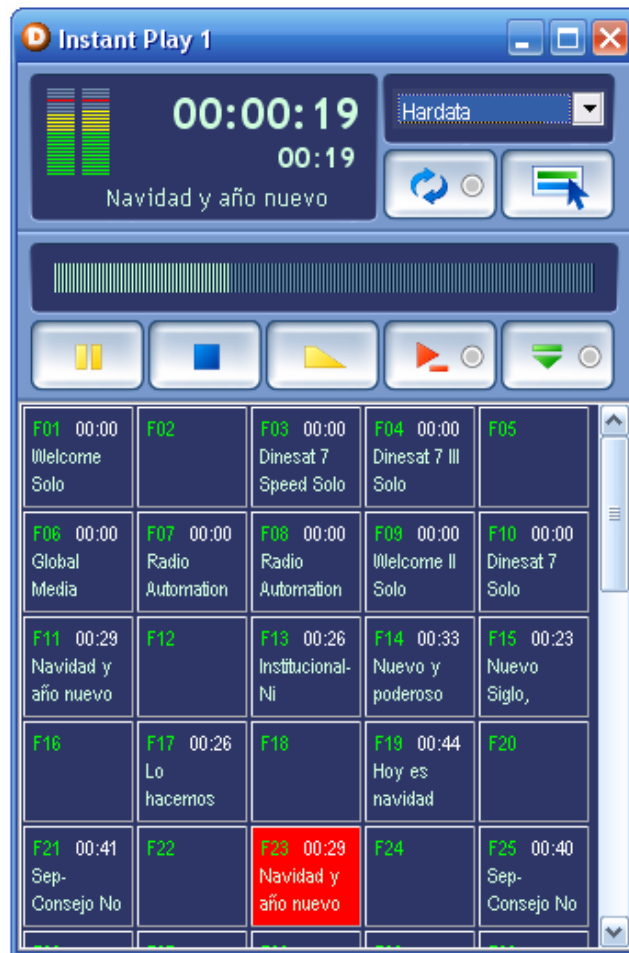 Instant Play 1
00:00:19
Hardata
00:19
Navidad y año nuevo
F01 00:00
Welcome
Solo
F02
F03 00:00
Dinesat 7
Speed Solo
F04 00:00
Dinesat 7 III
Solo
F05
F06 00:00
Global
Media
F07 00:00
Radio
Automation
F08 00:00
Radio
Automation
F09 00:00
Welcome II
Solo
F10 00:00
Dinesat 7
Solo
F11 00:29
Navidad y
año nuevo
F12
F13 00:26
Institucional-
Ni
F14 00:33
Nuevo y
poderoso
F15 00:23
Nuevo
Siglo,
F16
F17 00:26
Lo
hacemos
F18
F19 00:44
Hoy es
navidad
F20
F21 00:41
Sep-
Consejo No
F22
F23 00:29
Navidad y
año nuevo
F24
F25 00:40
Sep-
Consejo No